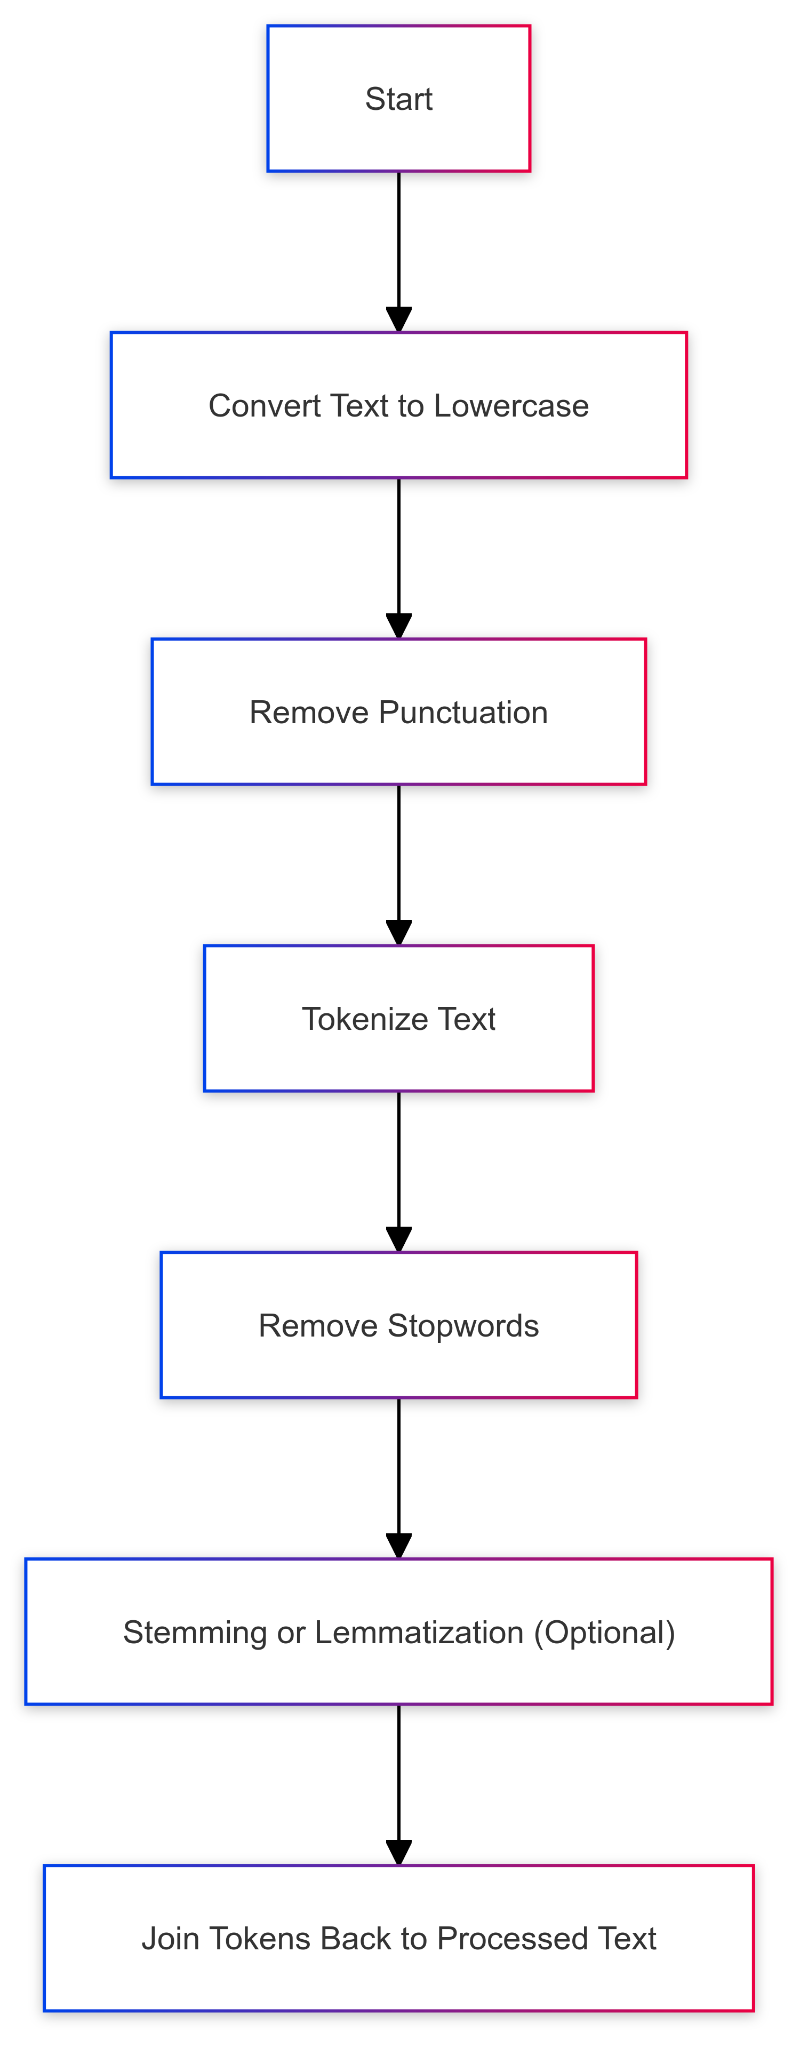 Start
Convert Text to Lowercase
Remove Punctuation
Tokenize Text
Remove Stopwords
Stemming or Lemmatization (Optional)
Join Tokens Back to Processed Text